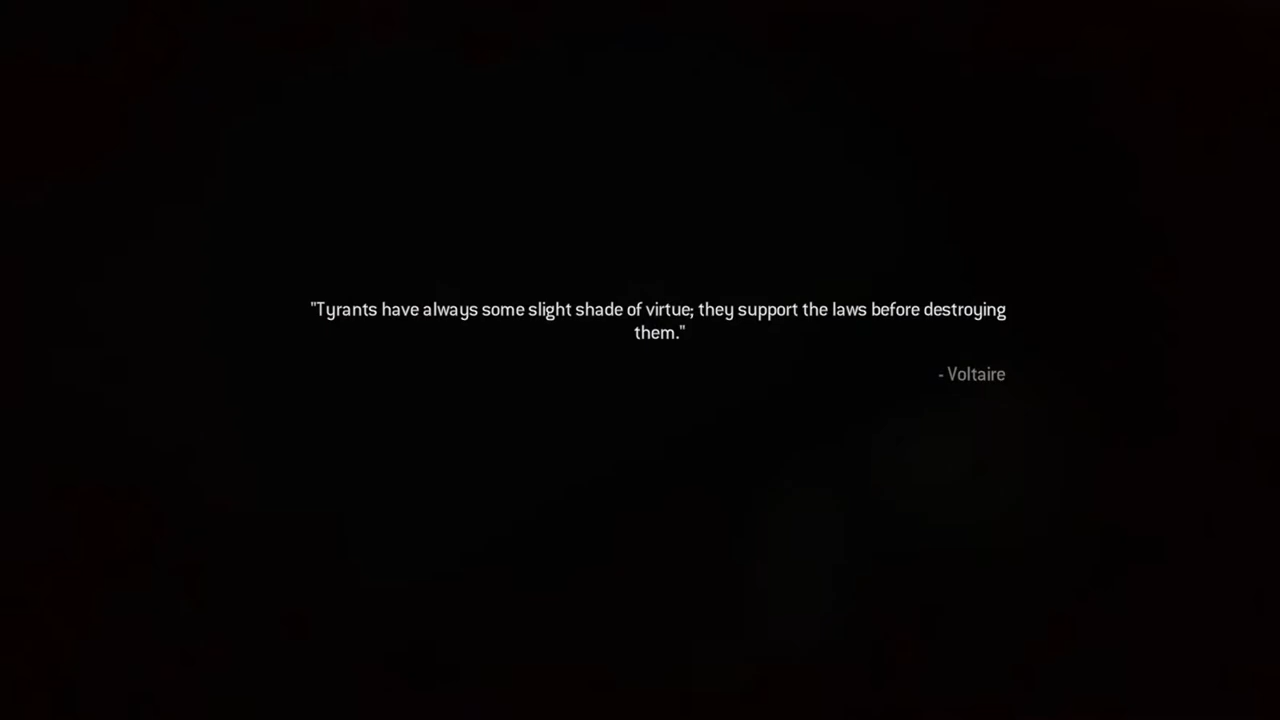 "Tyrants have always some slight shade of virtue; they support the laws before destroying
them."
- Voltaire